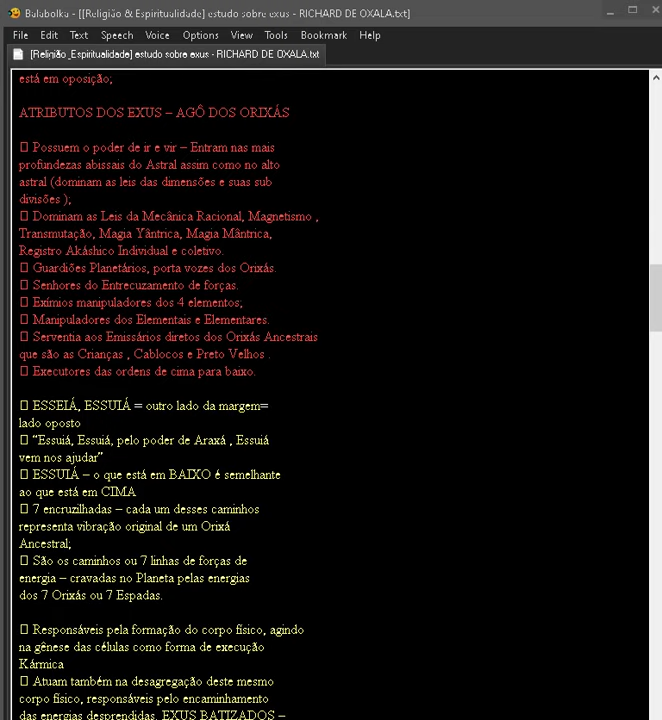 Balabolka - [[Religião & Espiritualidade] estudo sobre exus - RICHARD DE OXALA.txt]
File Edit Text Speech Voice Options View Tools Bookmark Help
[Religião _Espiritualidade] estudo sobre exus - RICHARD DE OXALA.txt
está em oposição;
ATRIBUTOS DOS EXUS – AGÔ DOS ORIXÁS
▯ Possuem o poder de ir e vir – Entram nas mais
profundezas abissais do Astral assim como no alto
astral (dominam as leis das dimensões e suas sub
divisões );
▯ Dominam as Leis da Mecânica Racional, Magnetismo ,
Transmutação, Magia Yântrica, Magia Mântrica,
Registro Akáshico Individual e coletivo.
▯ Guardiões Planetários, porta vozes dos Orixás.
▯ Senhores do Entrecuzamento de forças.
▯ Exímios manipuladores dos 4 elementos;
▯ Manipuladores dos Elementais e Elementares.
▯ Serventia aos Emissários diretos dos Orixás Ancestrais
que são as Crianças , Cablocos e Preto Velhos .
▯ Executores das ordens de cima para baixo.
▯ ESSEIÁ, ESSUIÁ = outro lado da margem=
lado oposto
▯ “Essuiá, Essuiá, pelo poder de Araxá , Essuiá
vem nos ajudar”
▯ ESSUIÁ – o que está em BAIXO é semelhante
ao que está em CIMA
▯ 7 encruzilhadas – cada um desses caminhos
representa vibração original de um Orixá
Ancestral;
▯ São os caminhos ou 7 linhas de forças de
energia – cravadas no Planeta pelas energias
dos 7 Orixás ou 7 Espadas.
▯ Responsáveis pela formação do corpo físico, agindo
na gênese das células como forma de execução
Kármica
▯ Atuam também na desagregação deste mesmo
corpo físico, responsáveis pelo encaminhamento
das energias desprendidas. EXUS BATIZADOS –